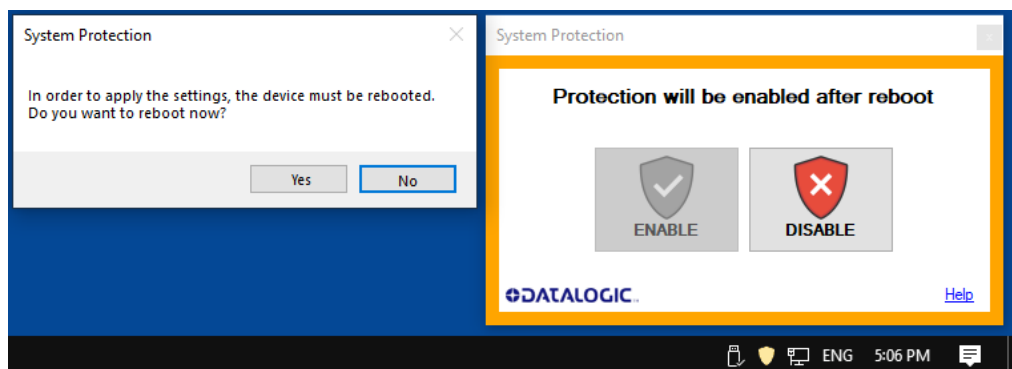 System Protection
In order to apply the settings, the device must be rebooted.
Do you want to reboot now?
Yes
No
System Protection
Protection will be enabled after reboot
ENABLE
DISABLE
DATALOGIC™
Help
ENG
5:06 PM